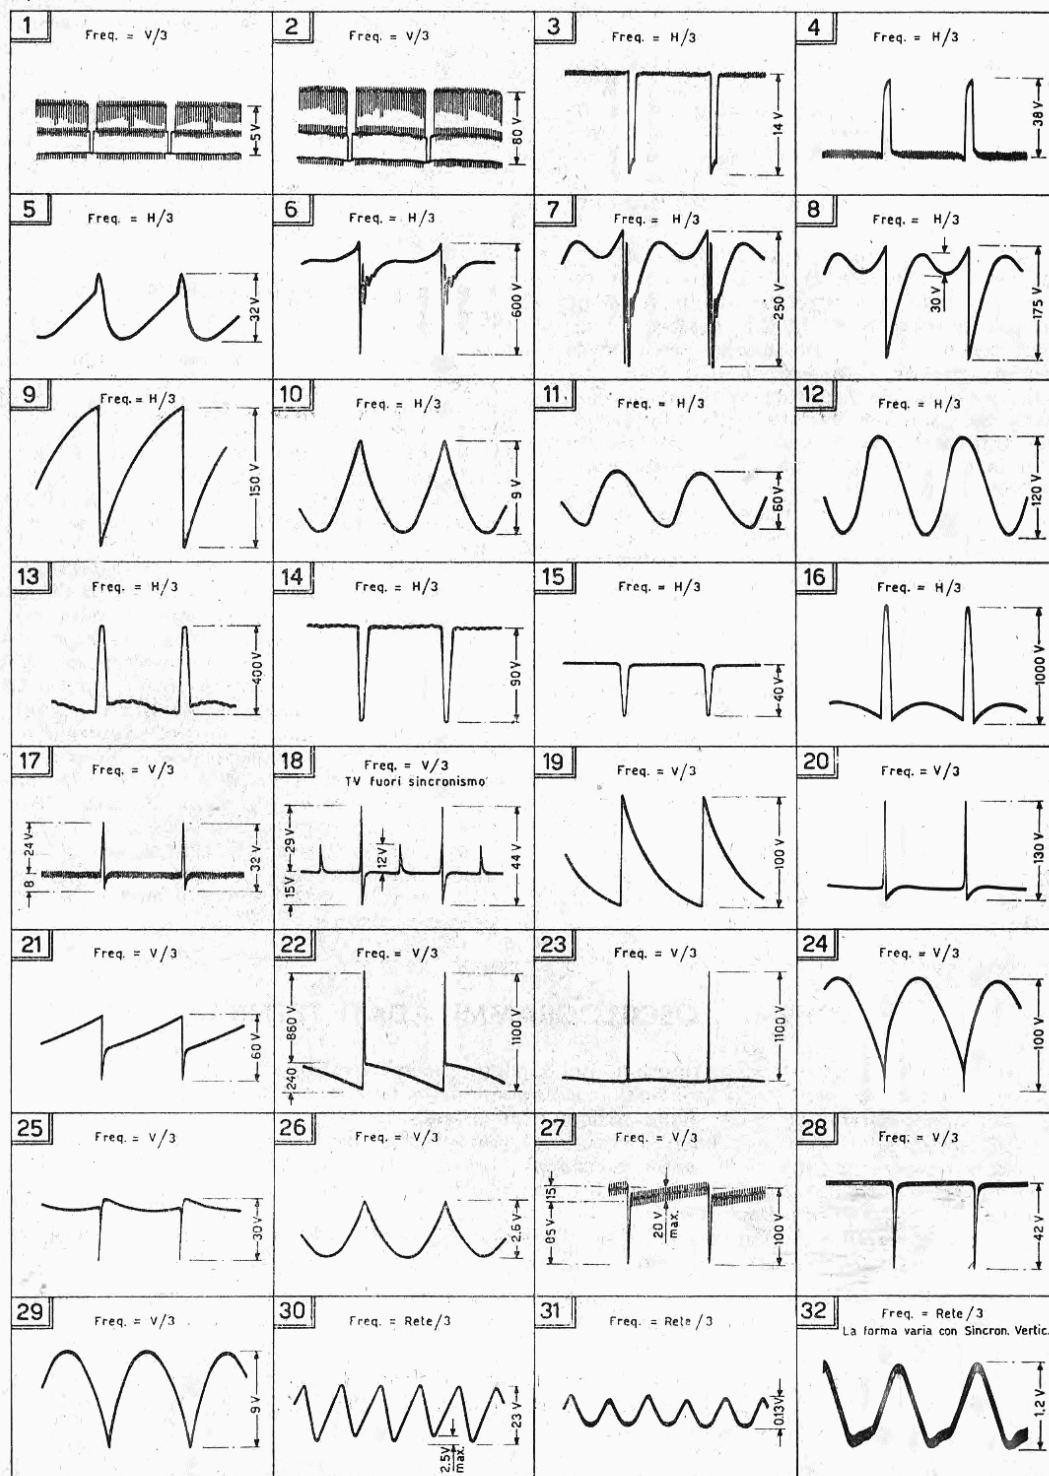 1
Freq. = V/3
5 V
2
Freq. = V/3
80 V
3
Freq. = H/3
14 V
4
Freq. = H/3
38 V
5
Freq. = H/3
32 V
6
Freq. = H/3
600 V
7
Freq. = H/3
250 V
8
Freq. = H/3
30 V
175 V
9
Freq. = H/3
150 V
10
Freq. = H/3
9 V
11
Freq. = H/3
60 V
12
Freq. = H/3
120 V
13
Freq. = H/3
400 V
14
Freq. = H/3
90 V
15
Freq. = H/3
40 V
16
Freq. = H/3
1000 V
17
Freq. = V/3
24 V
8
32 V
18
Freq. = V/3
TV fuori sincronismo
29 V
15 V
12 V
44 V
19
Freq. = V/3
100 V
20
Freq. = V/3
130 V
21
Freq. = V/3
60 V
22
Freq. = V/3
860 V
240
1100 V
23
Freq. = V/3
1100 V
24
Freq. = V/3
100 V
25
Freq. = V/3
30 V
26
Freq. = V/3
2.6 V
27
Freq. = V/3
15
85 V
20 V
max.
100 V
28
Freq. = V/3
42 V
29
Freq. = V/3
9 V
30
Freq. = Rete/3
2.5 V
max.
23 V
31
Freq. = Rete/3
0.13 V
32
Freq. = Rete/3
La forma varia con Sincron. Vertic.
1,2 V